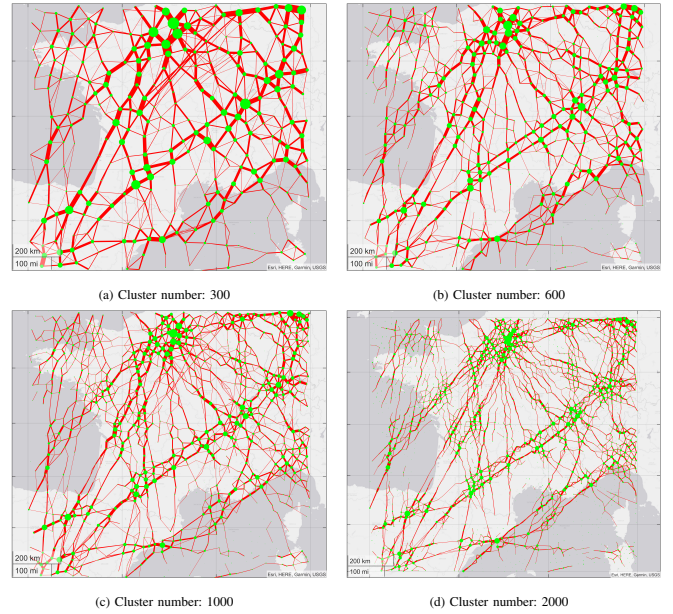 200 km
100 mi
Esri, HERE, Garmin, USGS
200 km
100 mi
Esri, HERE, Garmin, USGS
(a) Cluster number: 300
(b) Cluster number: 600
200 km
100 mi
Esri, HERE, Garmin, USGS
200 km
100 mi
Esri, HERE, Garmin, USGS
(c) Cluster number: 1000
(d) Cluster number: 2000